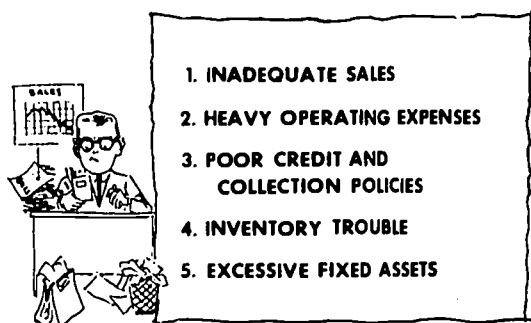 SALES
1. INADEQUATE SALES
2. HEAVY OPERATING EXPENSES
3. POOR CREDIT AND
COLLECTION POLICIES
4. INVENTORY TROUBLE
5. EXCESSIVE FIXED ASSETS